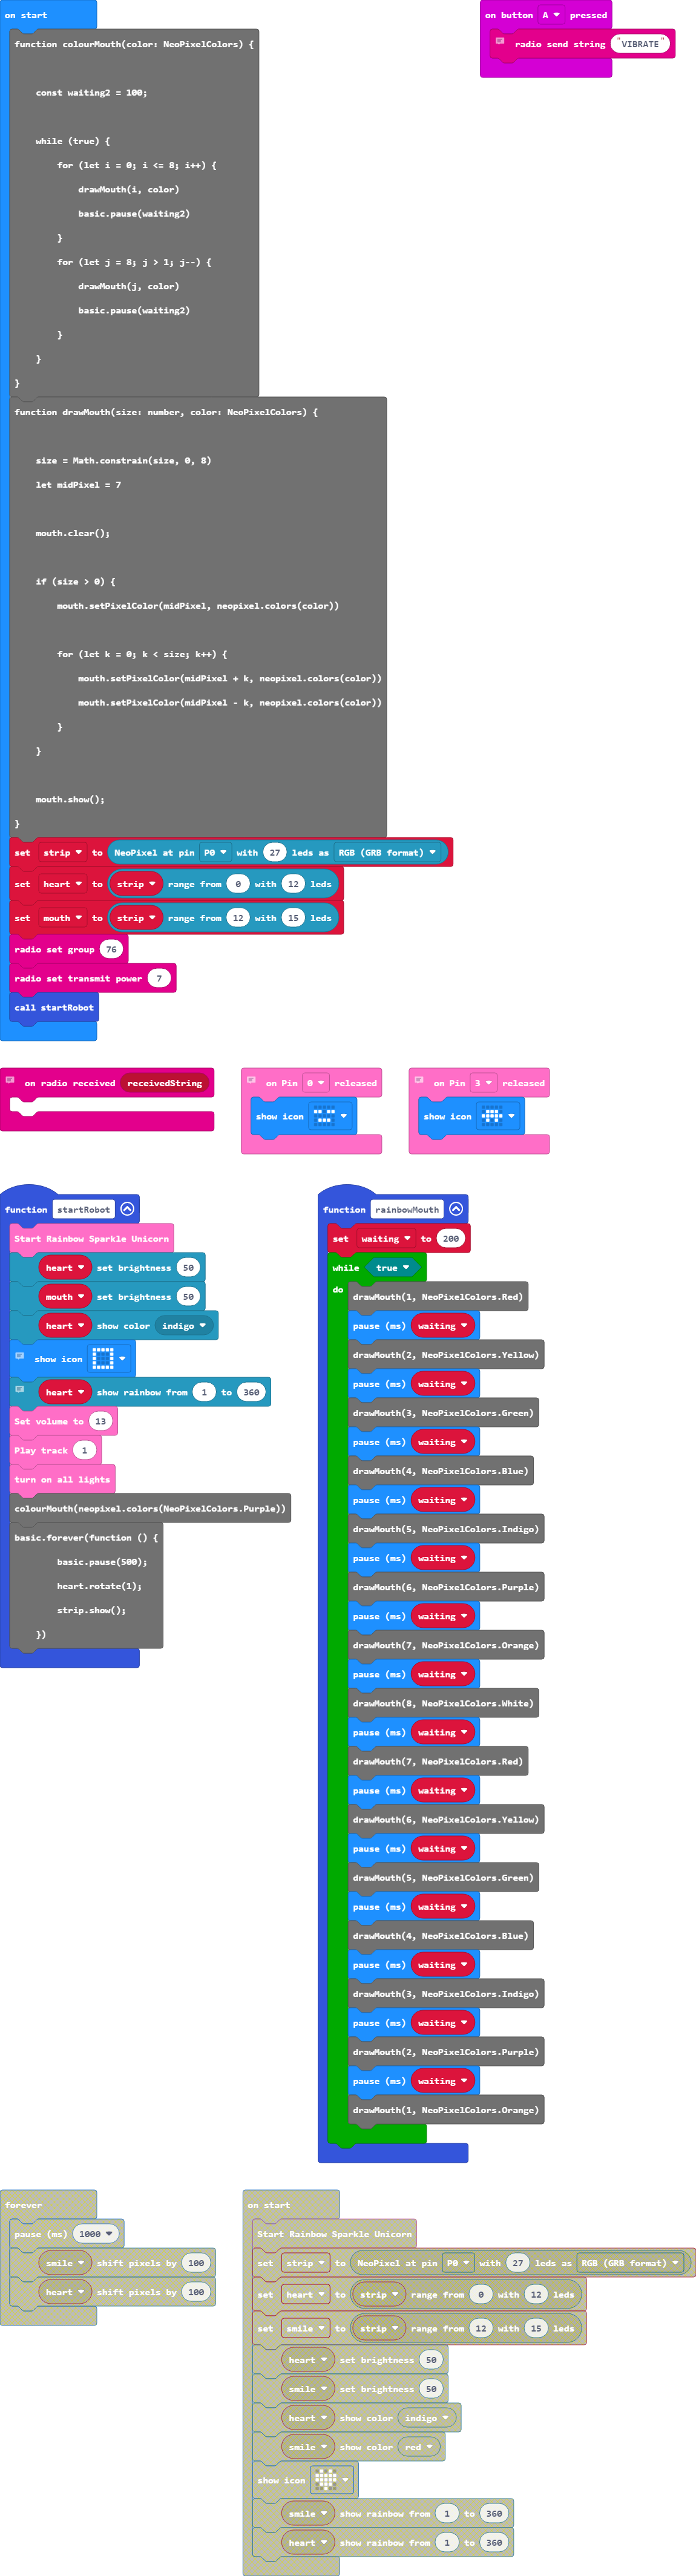 on start
function colourMouth(color: NeoPixelColors) {
const waiting2 = 100;
while (true) {
for (let i = 0; i <= 8; i++) {
drawMouth(i, color)
basic.pause(waiting2)
}
for (let j = 8; j > 1; j--) {
drawMouth(j, color)
basic.pause(waiting2)
}
}
}
function drawMouth(size: number, color: NeoPixelColors) {
size = Math.constrain(size, 0, 8)
let midPixel = 7
mouth.clear();
if (size > 0) {
mouth.setPixelColor(midPixel, neopixel.colors(color))
for (let k = 0; k < size; k++) {
mouth.setPixelColor(midPixel + k, neopixel.colors(color))
mouth.setPixelColor(midPixel - k, neopixel.colors(color))
}
}
mouth.show();
}
set strip to NeoPixel at pin P0 with 27 leds as RGB (GRB format)
set heart to strip range from 0 with 12 leds
set mouth to strip range from 12 with 15 leds
radio set group 76
radio set transmit power 7
call startRobot
on button A pressed
radio send string "VIBRATE"
on radio received receivedString
on Pin 0 released
show icon
on Pin 3 released
show icon
function startRobot
Start Rainbow Sparkle Unicorn
heart set brightness 50
mouth set brightness 50
heart show color indigo
show icon
heart show rainbow from 1 to 360
Set volume to 13
Play track 1
turn on all lights
colourMouth(neopixel.colors(NeoPixelColors.Purple))
basic.forever(function () {
basic.pause(500);
heart.rotate(1);
strip.show();
})
function rainbowMouth
set waiting to 200
while true
do
drawMouth(1, NeoPixelColors.Red)
pause (ms) waiting
drawMouth(2, NeoPixelColors.Yellow)
pause (ms) waiting
drawMouth(3, NeoPixelColors.Green)
pause (ms) waiting
drawMouth(4, NeoPixelColors.Blue)
pause (ms) waiting
drawMouth(5, NeoPixelColors.Indigo)
pause (ms) waiting
drawMouth(6, NeoPixelColors.Purple)
pause (ms) waiting
drawMouth(7, NeoPixelColors.Orange)
pause (ms) waiting
drawMouth(8, NeoPixelColors.White)
pause (ms) waiting
drawMouth(7, NeoPixelColors.Red)
pause (ms) waiting
drawMouth(6, NeoPixelColors.Yellow)
pause (ms) waiting
drawMouth(5, NeoPixelColors.Green)
pause (ms) waiting
drawMouth(4, NeoPixelColors.Blue)
pause (ms) waiting
drawMouth(3, NeoPixelColors.Indigo)
pause (ms) waiting
drawMouth(2, NeoPixelColors.Purple)
pause (ms) waiting
drawMouth(1, NeoPixelColors.Orange)
forever
pause (ms) 1000
smile shift pixels by 100
heart shift pixels by 100
on start
Start Rainbow Sparkle Unicorn
set strip to NeoPixel at pin P0 with 27 leds as RGB (GRB format)
set heart to strip range from 0 with 12 leds
set smile to strip range from 12 with 15 leds
heart set brightness 50
smile set brightness 50
heart show color indigo
smile show color red
show icon
smile show rainbow from 1 to 360
heart show rainbow from 1 to 360